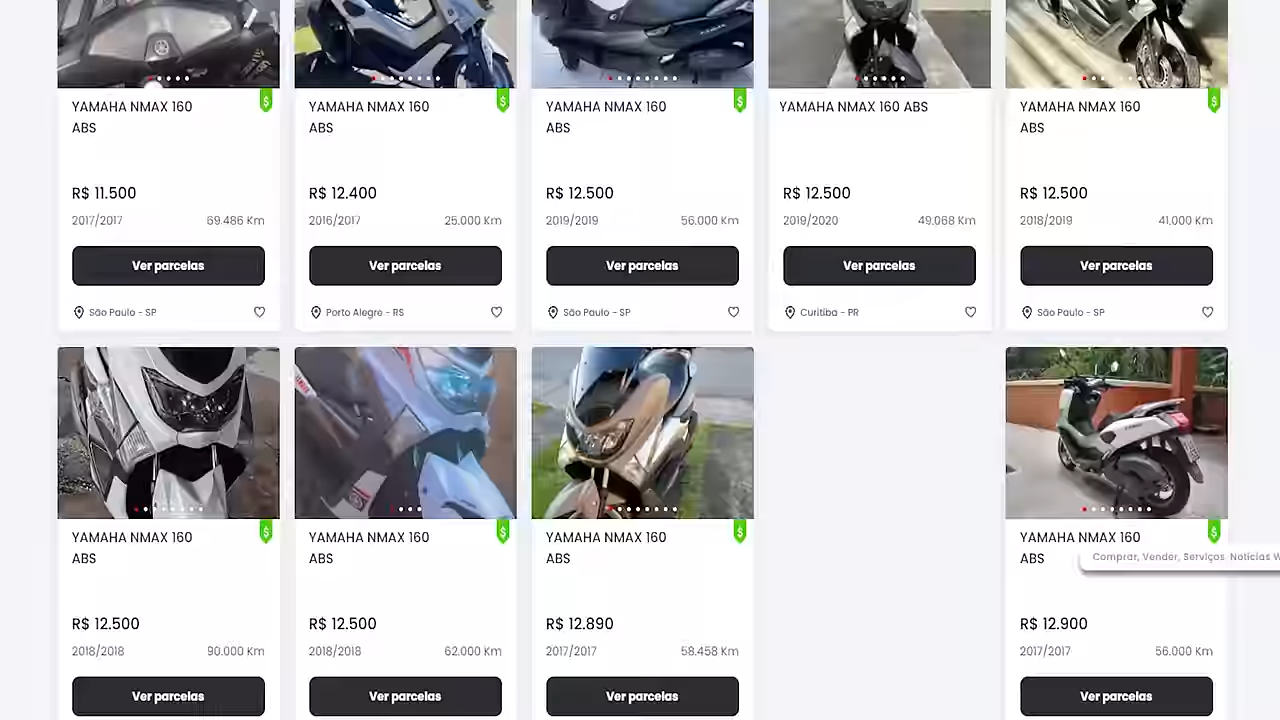 YAMAHA NMAX 160
ABS
R$ 11.500
2017/2017 69.486 Km
Ver parcelas
São Paulo - SP
YAMAHA NMAX 160
ABS
R$ 12.400
2016/2017 25.000 Km
Ver parcelas
Porto Alegre - RS
YAMAHA NMAX 160
ABS
R$ 12.500
2019/2019 56.000 Km
Ver parcelas
São Paulo - SP
YAMAHA NMAX 160 ABS
R$ 12.500
2019/2020 49.068 Km
Ver parcelas
Curitiba - PR
YAMAHA NMAX 160
ABS
R$ 12.500
2018/2019 41.000 Km
Ver parcelas
São Paulo - SP
YAMAHA NMAX 160
ABS
R$ 12.500
2018/2018 90.000 Km
Ver parcelas
YAMAHA NMAX 160
ABS
R$ 12.500
2018/2018 62.000 Km
Ver parcelas
YAMAHA NMAX 160
ABS
R$ 12.890
2017/2017 58.458 Km
Ver parcelas
YAMAHA NMAX 160
ABS
Comprar, Vender, Serviços, Notícias W
R$ 12.900
2017/2017 56.000 Km
Ver parcelas